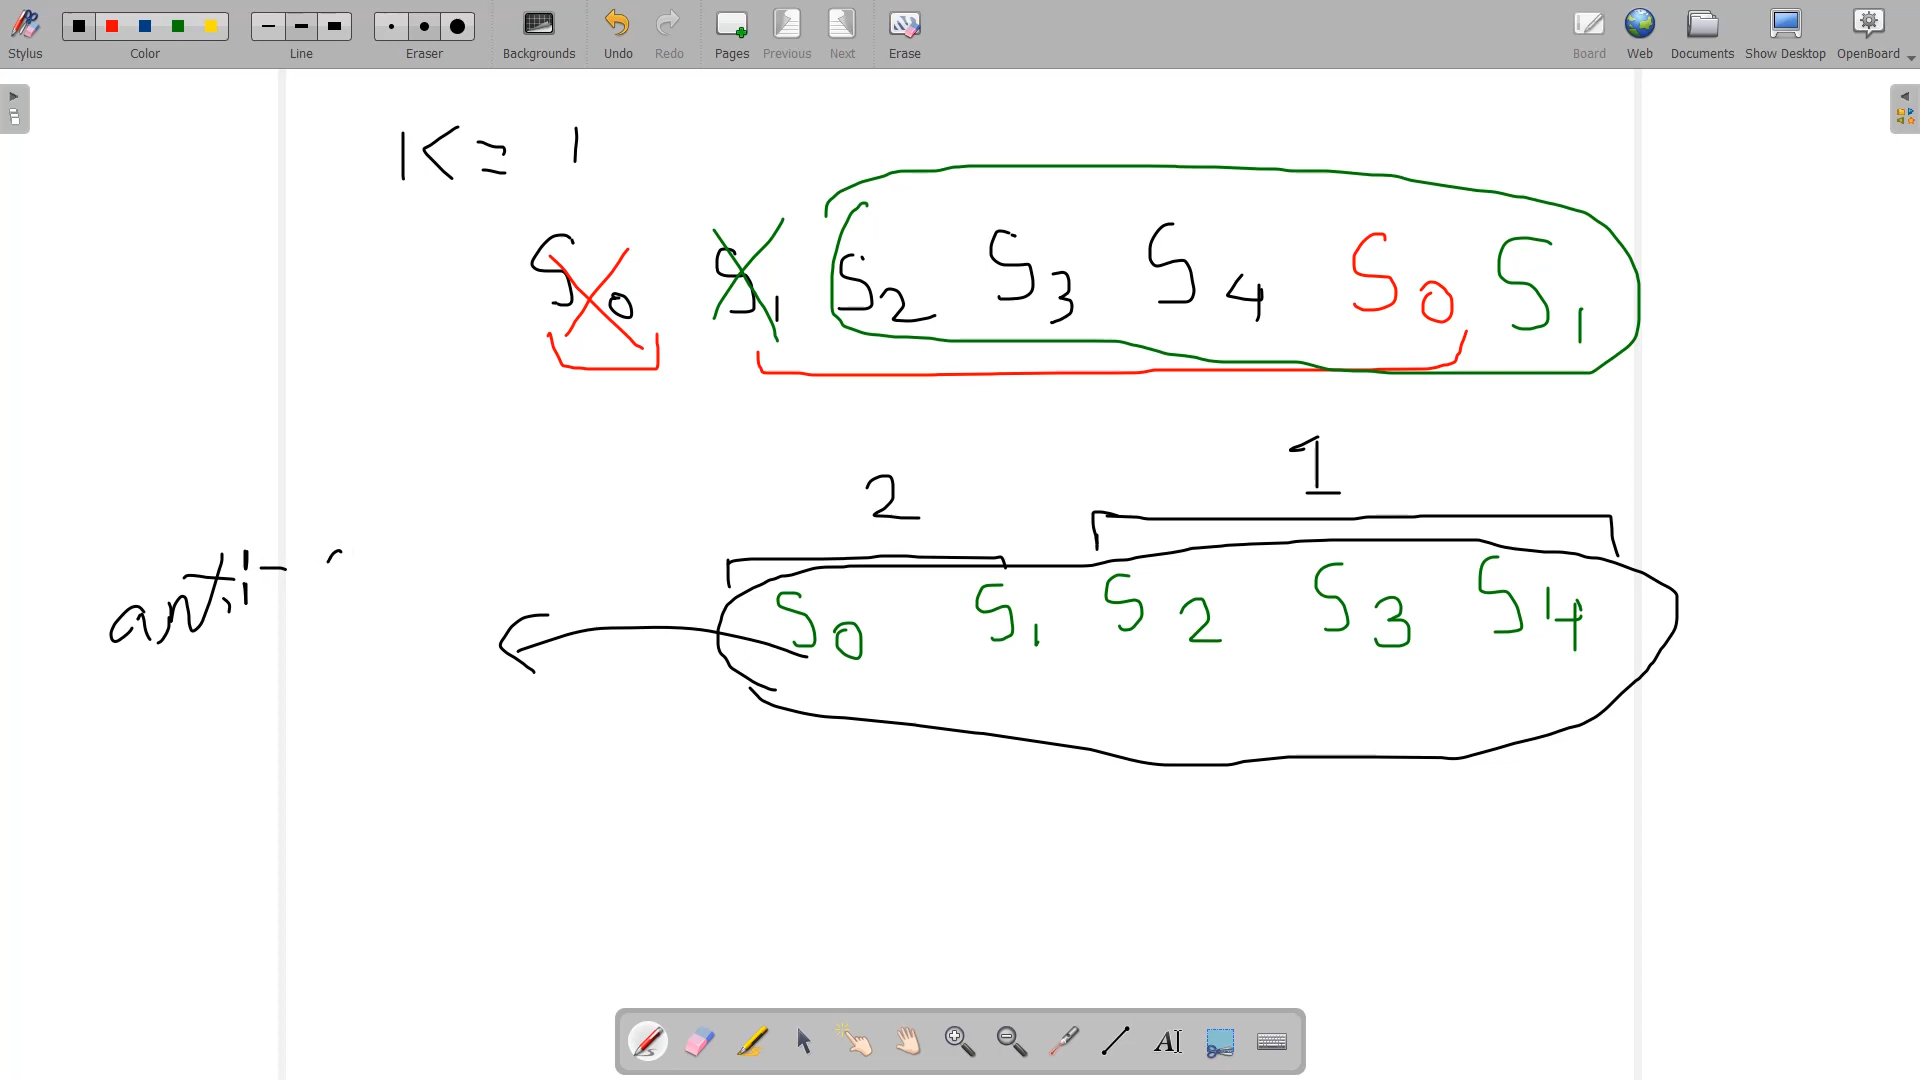 Stylus Color Line Eraser Backgrounds Undo Redo Pages Previous Next Erase Board Web Documents Show Desktop OpenBoard
K = 1
S0 S1 S2 S3 S4 S0 S1
2 1
anti-
S0 S1 S2 S3 S4